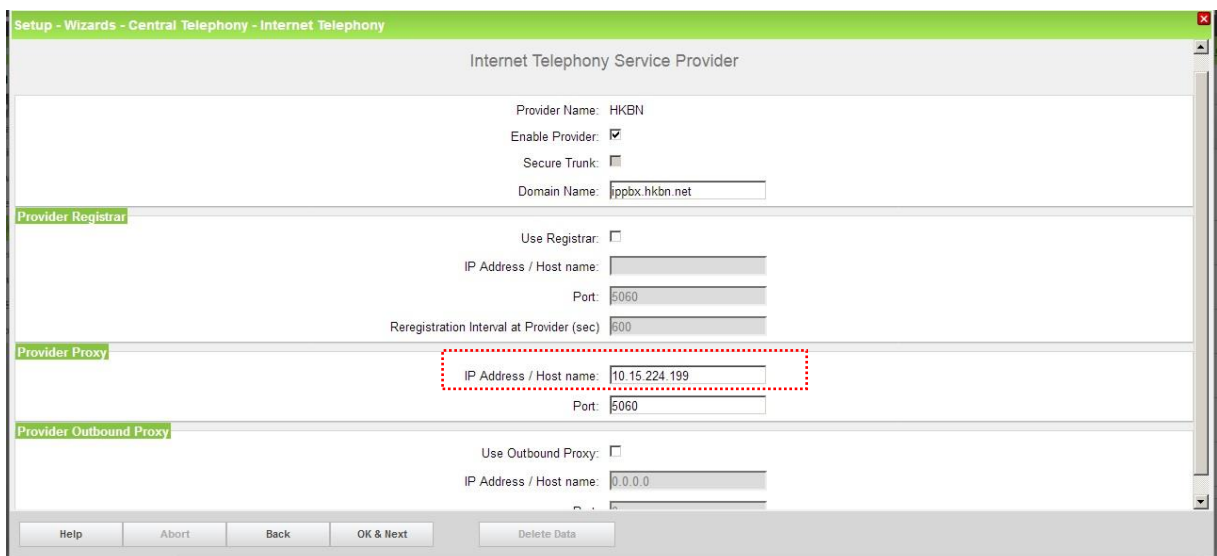 Setup - Wizards - Central Telephony - Internet Telephony
Internet Telephony Service Provider
Provider Name: HKBN
Enable Provider:
Secure Trunk:
Domain Name: ippbx.hkbn.net
Provider Registrar
Use Registrar:
IP Address / Host name:
Port: 5060
Reregistration Interval at Provider (sec) 600
Provider Proxy
IP Address / Host name: 10.15.224.199
Port: 5060
Provider Outbound Proxy
Use Outbound Proxy:
IP Address / Host name: 0.0.0.0
Help Abort Back OK & Next Delete Data